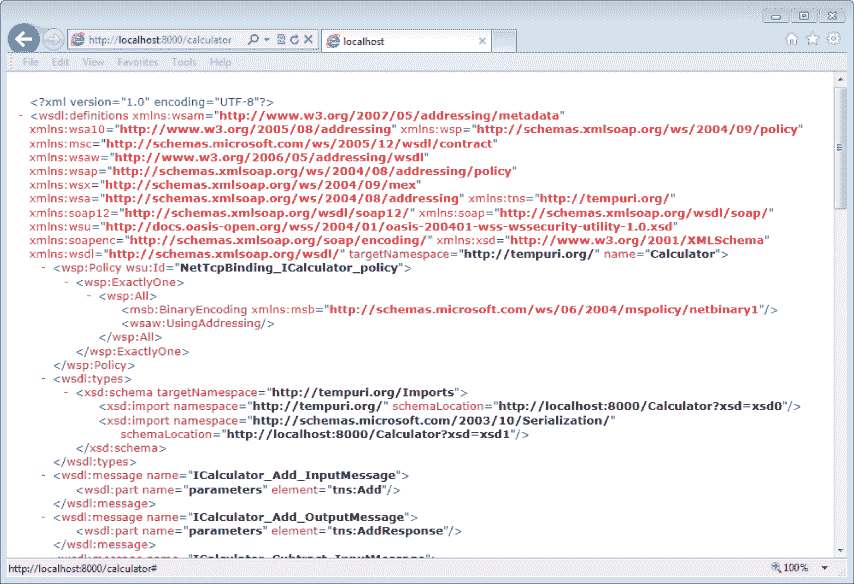 http://localhost:8000/calculator
localhost
File Edit View Favorites Tools Help
<?xml version="1.0" encoding="UTF-8"?>
- <wsdl:definitions xmlns:wsam="http://www.w3.org/2007/05/addressing/metadata"
xmlns:wsa10="http://www.w3.org/2005/08/addressing" xmlns:wsp="http://schemas.xmlsoap.org/ws/2004/09/policy"
xmlns:msc="http://schemas.microsoft.com/ws/2005/12/wsdl/contract"
xmlns:wsaw="http://www.w3.org/2006/05/addressing/wsdl"
xmlns:wsap="http://schemas.xmlsoap.org/ws/2004/08/addressing/policy"
xmlns:wsx="http://schemas.xmlsoap.org/ws/2004/09/mex"
xmlns:wsa="http://schemas.xmlsoap.org/ws/2004/08/addressing" xmlns:tns="http://tempuri.org/"
xmlns:soap12="http://schemas.xmlsoap.org/wsdl/soap12/" xmlns:soap="http://schemas.xmlsoap.org/wsdl/soap/"
xmlns:wsu="http://docs.oasis-open.org/wss/2004/01/oasis-200401-wss-wssecurity-utility-1.0.xsd"
xmlns:soapenc="http://schemas.xmlsoap.org/soap/encoding/" xmlns:xsd="http://www.w3.org/2001/XMLSchema"
xmlns:wsdl="http://schemas.xmlsoap.org/wsdl/" targetNamespace="http://tempuri.org/" name="Calculator">
- <wsp:Policy wsu:Id="NetTcpBinding_ICalculator_policy">
- <wsp:ExactlyOne>
- <wsp:All>
<msb:BinaryEncoding xmlns:msb="http://schemas.microsoft.com/ws/06/2004/mspolicy/netbinary1"/>
<wsaw:UsingAddressing/>
</wsp:All>
</wsp:ExactlyOne>
</wsp:Policy>
- <wsdl:types>
- <xsd:schema targetNamespace="http://tempuri.org/Imports">
<xsd:import namespace="http://tempuri.org/" schemaLocation="http://localhost:8000/Calculator?xsd=xsd0"/>
<xsd:import namespace="http://schemas.microsoft.com/2003/10/Serialization/"
schemaLocation="http://localhost:8000/Calculator?xsd=xsd1"/>
</xsd:schema>
</wsdl:types>
- <wsdl:message name="ICalculator_Add_InputMessage">
<wsdl:part name="parameters" element="tns:Add"/>
</wsdl:message>
- <wsdl:message name="ICalculator_Add_OutputMessage">
<wsdl:part name="parameters" element="tns:AddResponse"/>
</wsdl:message>
- <wsdl:message name="ICalculator_Subtract_InputMessage">
http://localhost:8000/calculator#
100%